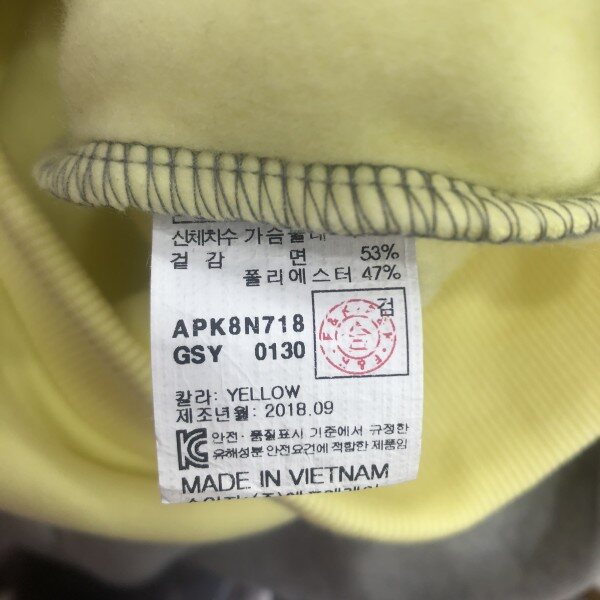 신체치수 가슴둘레
겉감 면 53%
폴리에스터 47%
APK8N718
GSY 0130
검
F&K
칼라: YELLOW
제조년월: 2018.09
안전·품질표시 기준에서 규정한
유해성분 안전요건에 적합한 제품임
MADE IN VIETNAM